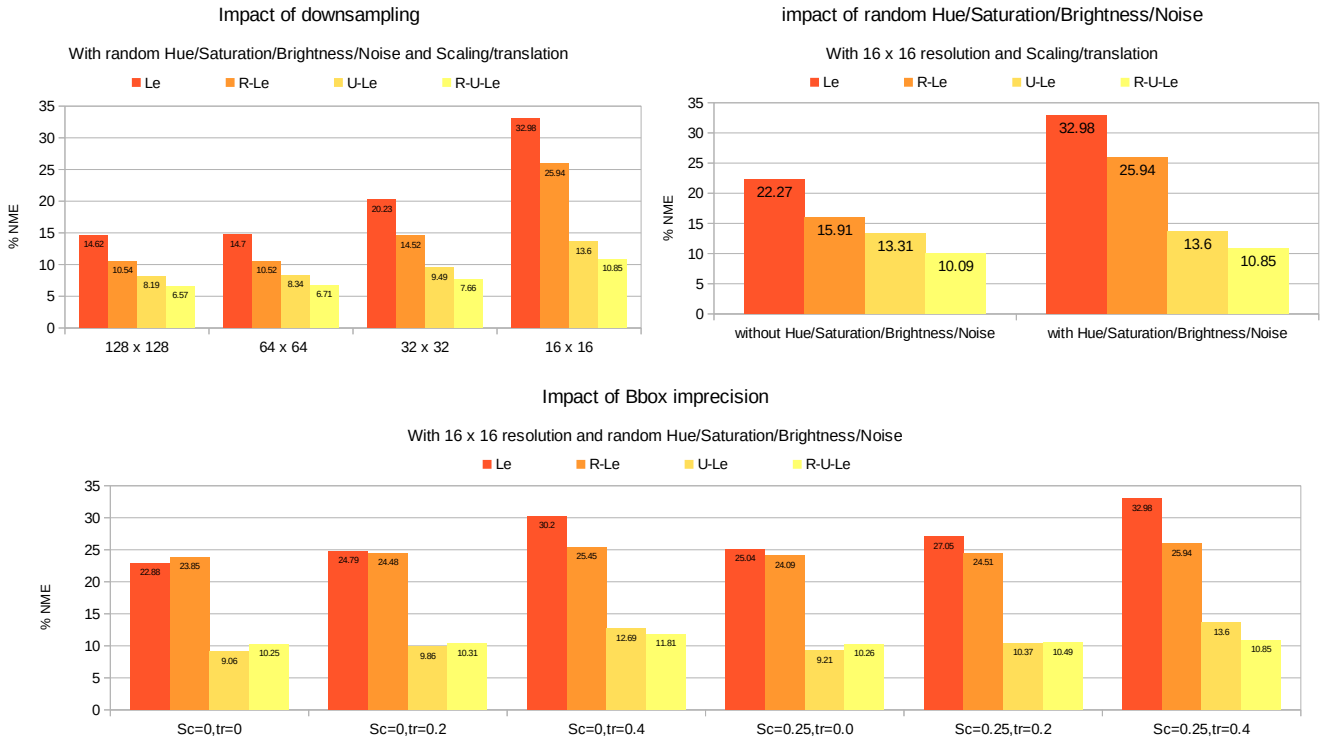 Impact of downsampling
With random Hue/Saturation/Brightness/Noise and Scaling/translation
Le R-Le U-Le R-U-Le
% NME
35
30
25
20
15
10
5
0
14.62 10.54 8.19 6.57
14.7 10.52 8.34 6.71
20.23 14.52 9.49 7.66
32.98 25.94 13.6 10.85
128 x 128 64 x 64 32 x 32 16 x 16
impact of random Hue/Saturation/Brightness/Noise
With 16 x 16 resolution and Scaling/translation
Le R-Le U-Le R-U-Le
% NME
35
30
25
20
15
10
5
0
22.27 15.91 13.31 10.09
32.98 25.94 13.6 10.85
without Hue/Saturation/Brightness/Noise with Hue/Saturation/Brightness/Noise
Impact of Bbox imprecision
With 16 x 16 resolution and random Hue/Saturation/Brightness/Noise
Le R-Le U-Le R-U-Le
% NME
35
30
25
20
15
10
5
0
22.88 23.85 9.06 10.25
24.79 24.48 9.86 10.31
30.2 25.45 12.69 11.81
25.04 24.09 9.21 10.26
27.05 24.51 10.37 10.49
32.98 25.94 13.6 10.85
Sc=0,tr=0 Sc=0,tr=0.2 Sc=0,tr=0.4 Sc=0.25,tr=0.0 Sc=0.25,tr=0.2 Sc=0.25,tr=0.4